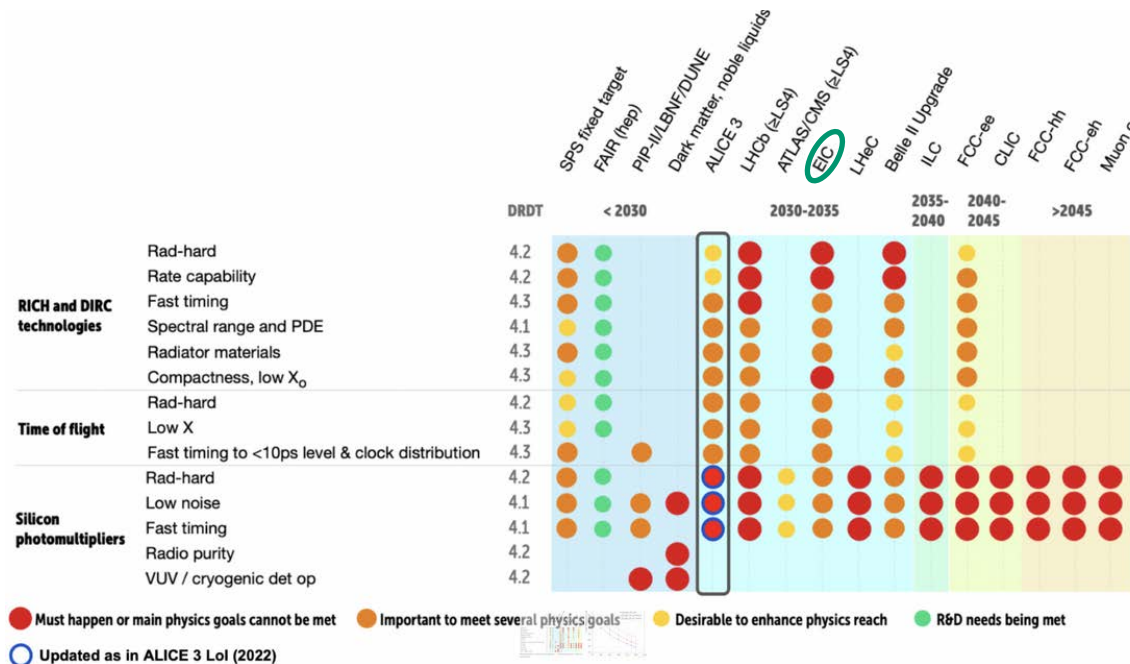 SPS fixed target
FAIR (hep)
PIP-II/LBNF/DUNE
Dark matter, noble liquids
ALICE 3
LHCb (≥LS4)
ATLAS/CMS (≥LS4)
EIC
LHeC
Belle II Upgrade
ILC
FCC-ee
CLIC
FCC-hh
FCC-eh
Muon
DRDT < 2030 2030-2035 2035-2040 2040-2045 >2045
RICH and DIRC technologies
Rad-hard 4.2
Rate capability 4.2
Fast timing 4.3
Spectral range and PDE 4.1
Radiator materials 4.3
Compactness, low X₀ 4.3
Time of flight
Rad-hard 4.2
Low X 4.3
Fast timing to <10ps level & clock distribution 4.3
Silicon photomultipliers
Rad-hard 4.2
Low noise 4.1
Fast timing 4.1
Radio purity 4.2
VUV / cryogenic det op 4.2
Must happen or main physics goals cannot be met Important to meet several physics goals Desirable to enhance physics reach R&D needs being met
Updated as in ALICE 3 LoI (2022)